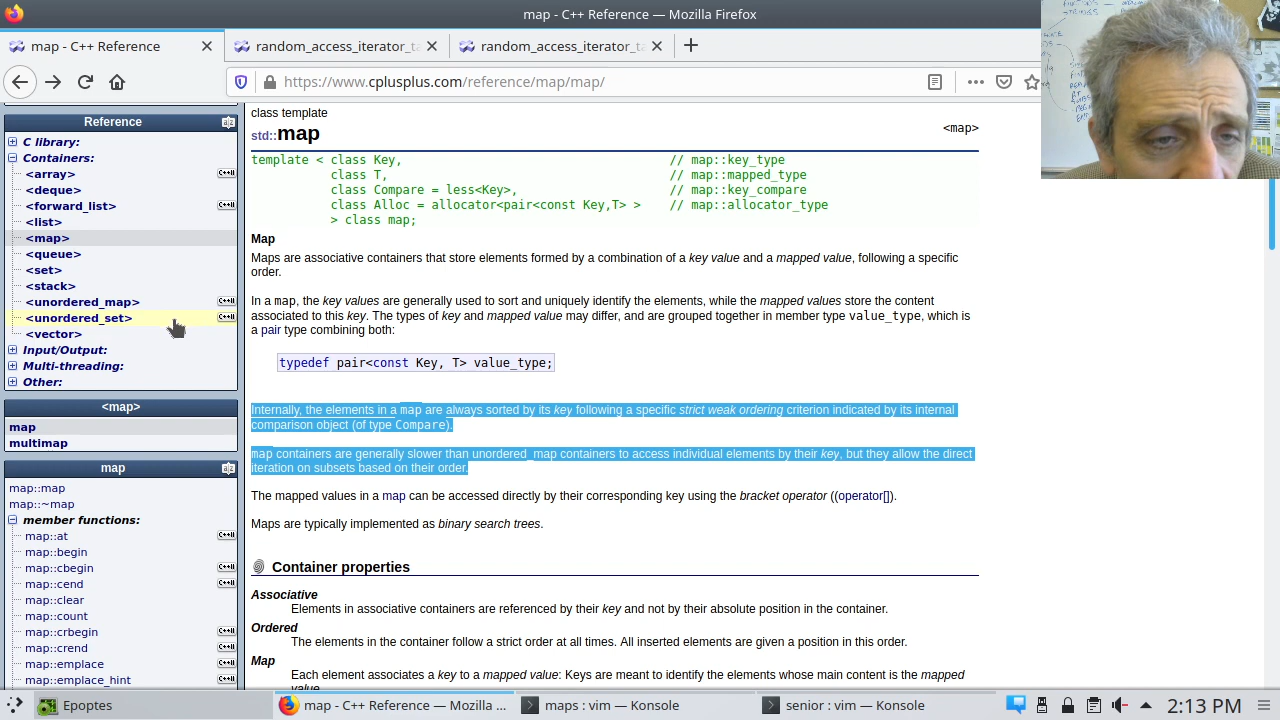 map - C++ Reference — Mozilla Firefox
map - C++ Reference
random_access_iterator_ta
random_access_iterator_ta
https://www.cplusplus.com/reference/map/map/
Reference
C library:
Containers:
<array>
<deque>
<forward_list>
<list>
<map>
<queue>
<set>
<stack>
<unordered_map>
<unordered_set>
<vector>
Input/Output:
Multi-threading:
Other:
<map>
map
multimap
map
map::map
map::~map
member functions:
map::at
map::begin
map::cbegin
map::cend
map::clear
map::count
map::crbegin
map::crend
map::emplace
map::emplace_hint
class template
std::map
<map>
template < class Key, // map::key_type
class T, // map::mapped_type
class Compare = less<Key>, // map::key_compare
class Alloc = allocator<pair<const Key,T> > // map::allocator_type
> class map;
Map
Maps are associative containers that store elements formed by a combination of a key value and a mapped value, following a specific
order.
In a map, the key values are generally used to sort and uniquely identify the elements, while the mapped values store the content
associated to this key. The types of key and mapped value may differ, and are grouped together in member type value_type, which is
a pair type combining both:
typedef pair<const Key, T> value_type;
Internally, the elements in a map are always sorted by its key following a specific strict weak ordering criterion indicated by its internal
comparison object (of type Compare).
map containers are generally slower than unordered_map containers to access individual elements by their key, but they allow the direct
iteration on subsets based on their order.
The mapped values in a map can be accessed directly by their corresponding key using the bracket operator ((operator[]).
Maps are typically implemented as binary search trees.
Container properties
Associative
Elements in associative containers are referenced by their key and not by their absolute position in the container.
Ordered
The elements in the container follow a strict order at all times. All inserted elements are given a position in this order.
Map
Each element associates a key to a mapped value: Keys are meant to identify the elements whose main content is the mapped
value.
Epoptes
map - C++ Reference — Mozilla ...
maps : vim — Konsole
senior : vim — Konsole
2:13 PM